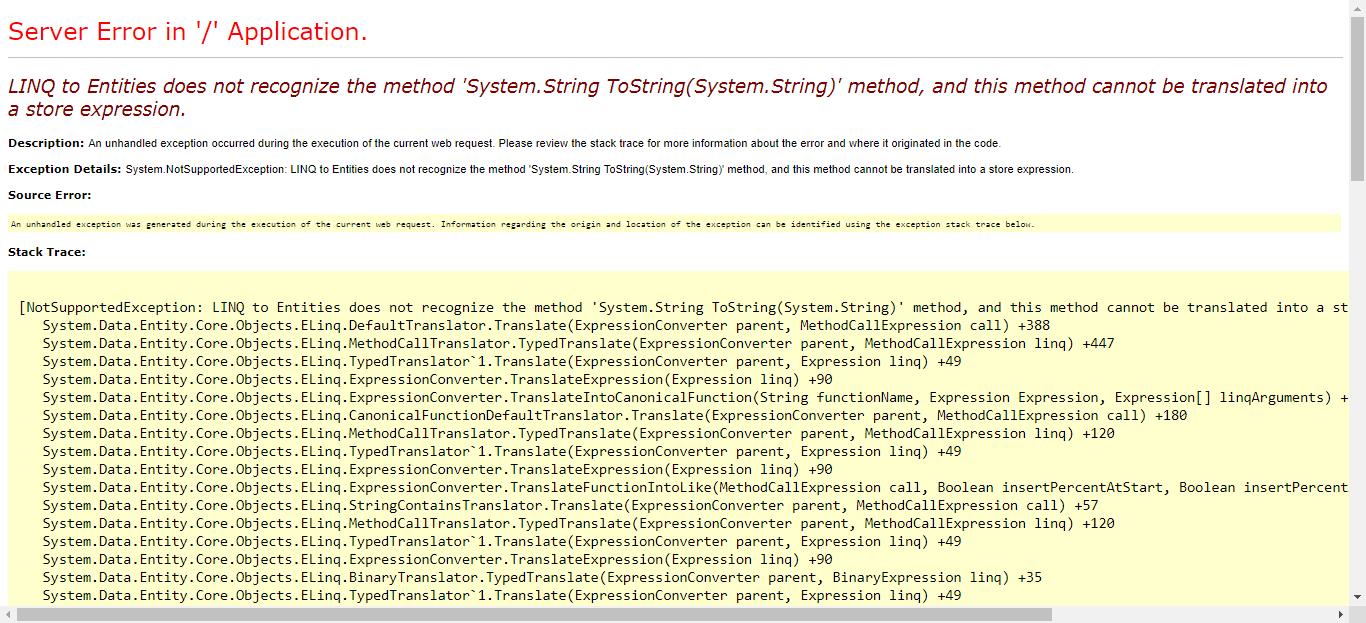 Server Error in '/' Application.
LINQ to Entities does not recognize the method 'System.String ToString(System.String)' method, and this method cannot be translated into
a store expression.
Description: An unhandled exception occurred during the execution of the current web request. Please review the stack trace for more information about the error and where it originated in the code.
Exception Details: System.NotSupportedException: LINQ to Entities does not recognize the method 'System.String ToString(System.String)' method, and this method cannot be translated into a store expression.
Source Error:
An unhandled exception was generated during the execution of the current web request. Information regarding the origin and location of the exception can be identified using the exception stack trace below.
Stack Trace:
[NotSupportedException: LINQ to Entities does not recognize the method 'System.String ToString(System.String)' method, and this method cannot be translated into a st
System.Data.Entity.Core.Objects.ELinq.DefaultTranslator.Translate(ExpressionConverter parent, MethodCallExpression call) +388
System.Data.Entity.Core.Objects.ELinq.MethodCallTranslator.TypedTranslate(ExpressionConverter parent, MethodCallExpression linq) +447
System.Data.Entity.Core.Objects.ELinq.TypedTranslator`1.Translate(ExpressionConverter parent, Expression linq) +49
System.Data.Entity.Core.Objects.ELinq.ExpressionConverter.TranslateExpression(Expression linq) +90
System.Data.Entity.Core.Objects.ELinq.ExpressionConverter.TranslateIntoCanonicalFunction(String functionName, Expression Expression, Expression[] linqArguments) +
System.Data.Entity.Core.Objects.ELinq.CanonicalFunctionDefaultTranslator.Translate(ExpressionConverter parent, MethodCallExpression call) +180
System.Data.Entity.Core.Objects.ELinq.MethodCallTranslator.TypedTranslate(ExpressionConverter parent, MethodCallExpression linq) +120
System.Data.Entity.Core.Objects.ELinq.TypedTranslator`1.Translate(ExpressionConverter parent, Expression linq) +49
System.Data.Entity.Core.Objects.ELinq.ExpressionConverter.TranslateExpression(Expression linq) +90
System.Data.Entity.Core.Objects.ELinq.ExpressionConverter.TranslateFunctionIntoLike(MethodCallExpression call, Boolean insertPercentAtStart, Boolean insertPercent
System.Data.Entity.Core.Objects.ELinq.StringContainsTranslator.Translate(ExpressionConverter parent, MethodCallExpression call) +57
System.Data.Entity.Core.Objects.ELinq.MethodCallTranslator.TypedTranslate(ExpressionConverter parent, MethodCallExpression linq) +120
System.Data.Entity.Core.Objects.ELinq.TypedTranslator`1.Translate(ExpressionConverter parent, Expression linq) +49
System.Data.Entity.Core.Objects.ELinq.ExpressionConverter.TranslateExpression(Expression linq) +90
System.Data.Entity.Core.Objects.ELinq.BinaryTranslator.TypedTranslate(ExpressionConverter parent, BinaryExpression linq) +35
System.Data.Entity.Core.Objects.ELinq.TypedTranslator`1.Translate(ExpressionConverter parent, Expression linq) +49